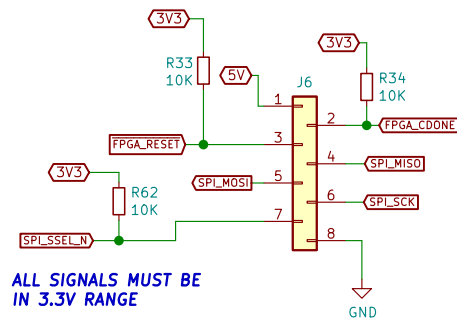 3V3
3V3
R33
10K
5V
J6
R34
10K
1
2
FPGA_CDONE
FPGA_RESET
3
4
SPI_MISO
3V3
SPI_MOSI
5
R62
10K
6
SPI_SCK
7
SPI_SSEL_N
8
ALL SIGNALS MUST BE
IN 3.3V RANGE
GND